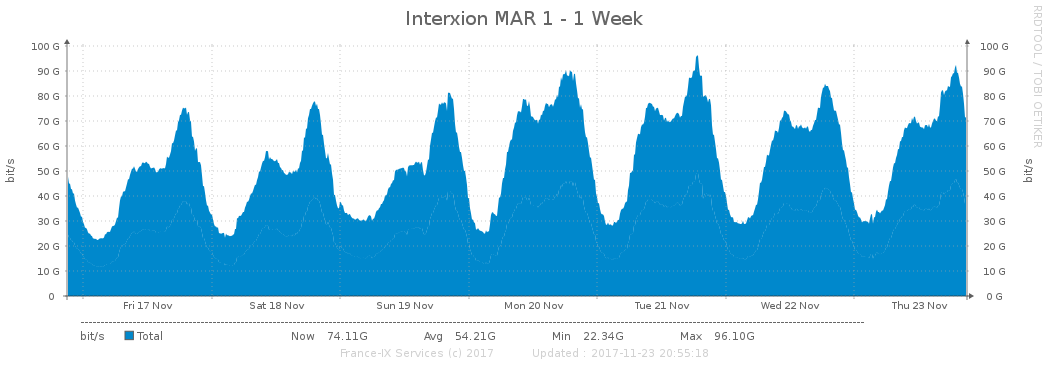 Interxion MAR 1 - 1 Week
RRDTOOL / TOBI OETIKER
bit/s
100 G 100 G
90 G 90 G
80 G 80 G
70 G 70 G
60 G 60 G
50 G 50 G
40 G 40 G
30 G 30 G
20 G 20 G
10 G 10 G
0 0 G
bit/s
Fri 17 Nov Sat 18 Nov Sun 19 Nov Mon 20 Nov Tue 21 Nov Wed 22 Nov Thu 23 Nov
bit/s Total Now 74.11G Avg 54.21G Min 22.34G Max 96.10G
France-IX Services (c) 2017 Updated : 2017-11-23 20:55:18